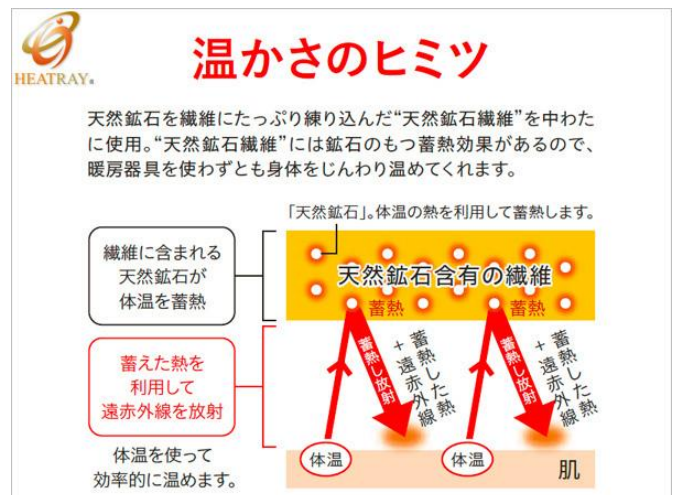 HEATRAY®
温かさのヒミツ
天然鉱石を繊維にたっぷり練り込んだ“天然鉱石繊維”を中わた
に使用。“天然鉱石繊維”には鉱石のもつ蓄熱効果があるので、
暖房器具を使わずとも身体をじんわり温めてくれます。
「天然鉱石」。体温の熱を利用して蓄熱します。
繊維に含まれる
天然鉱石が
体温を蓄熱
天然鉱石含有の繊維
蓄熱
蓄熱
蓄えた熱を
利用して
遠赤外線を放射
蓄熱し放射
蓄熱した熱
+遠赤外線
蓄熱し放射
蓄熱した熱
+遠赤外線
体温を使って
効率的に温めます。
体温
体温
肌